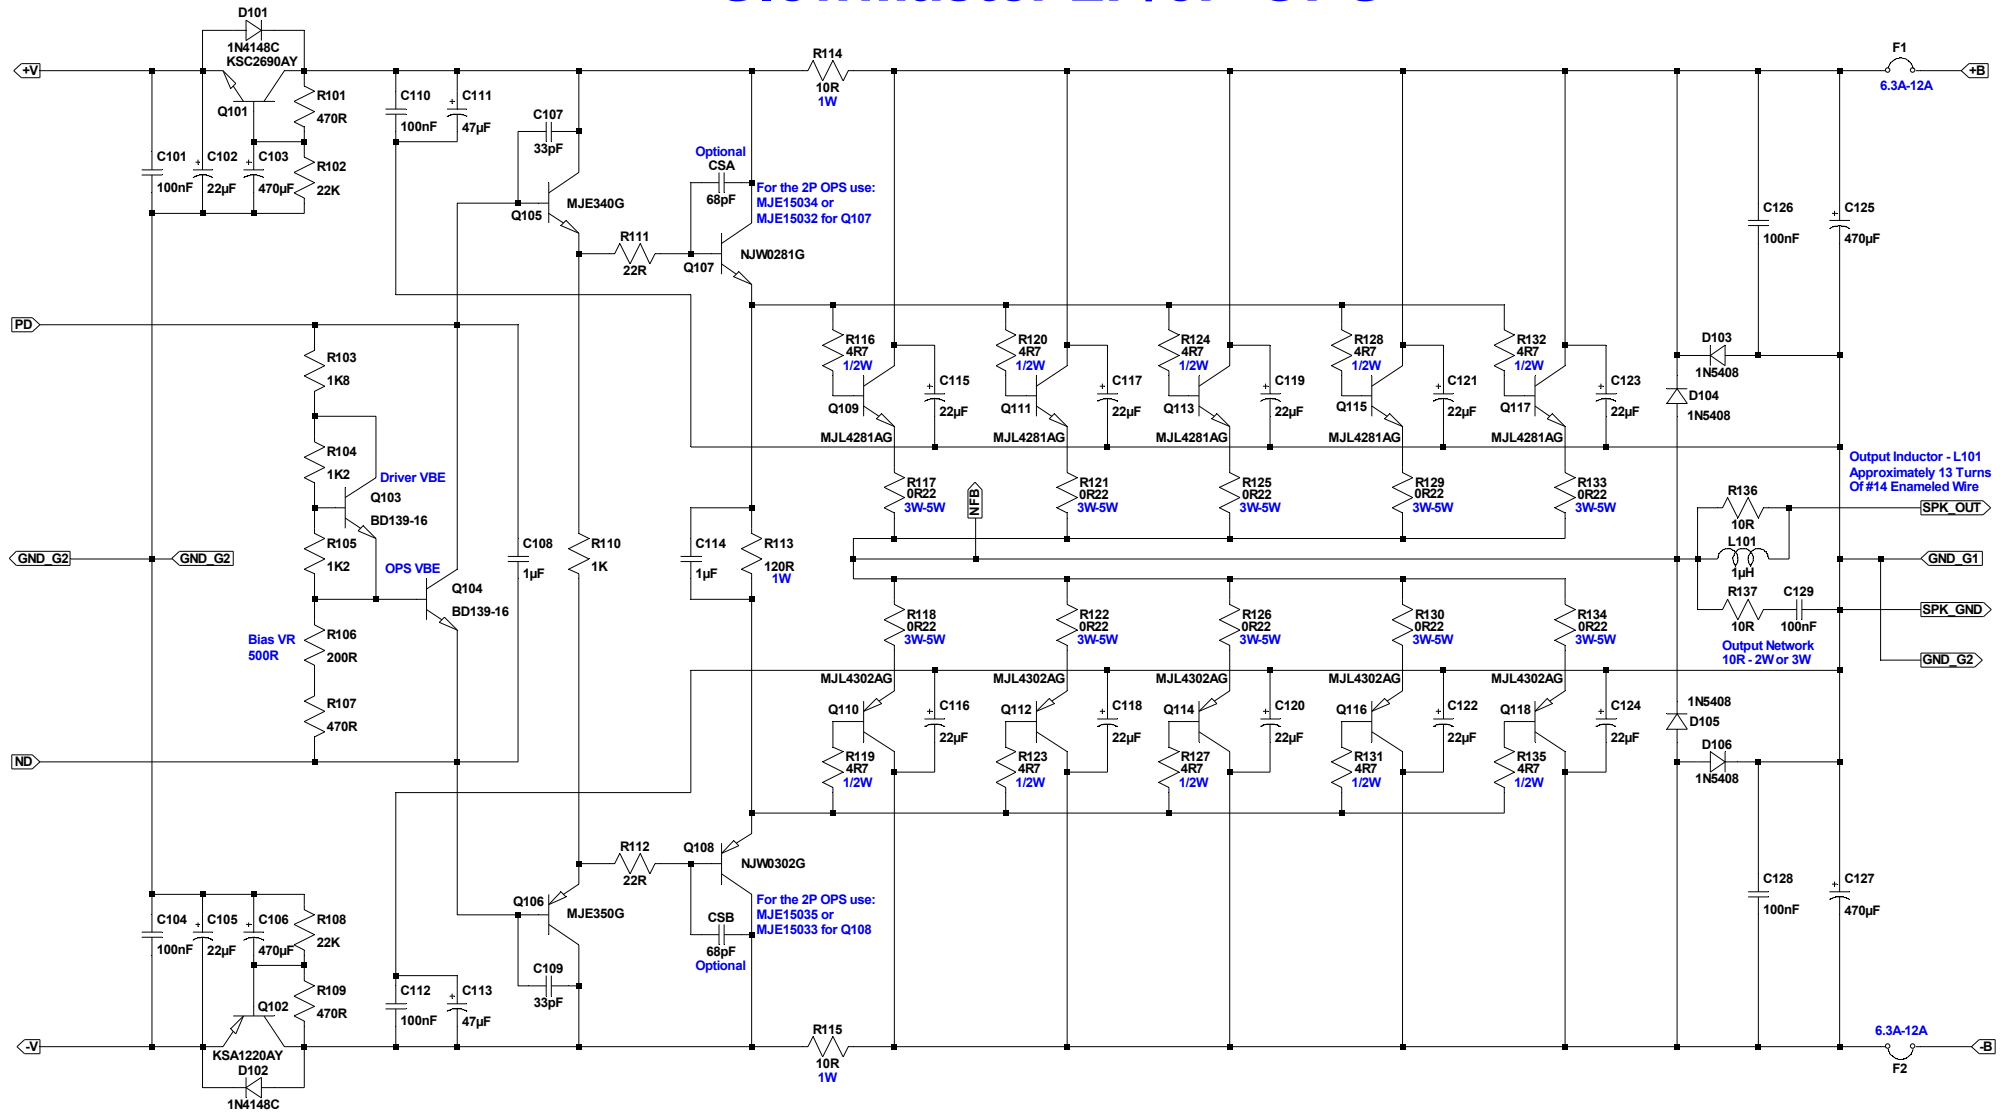 D101
1N4148C
KSC2690AY
+V
Q101
R101
470R
R102
22K
C101
100nF
C102
22µF
C103
470µF
C110
100nF
C111
47µF
C107
33pF
Q105
MJE340G
R111
22R
Optional
CSA
68pF
For the 2P OPS use:
MJE15034 or
MJE15032 for Q107
Q107
NJW0281G
R114
10R
1W
F1
6.3A-12A
+B
C126
100nF
C125
470µF
PD
R103
1K8
R104
1K2
Driver VBE
Q103
BD139-16
R105
1K2
OPS VBE
Q104
BD139-16
Bias VR
500R
R106
200R
R107
470R
ND
GND_G2
GND_G2
C108
1µF
R110
1K
C114
1µF
R113
120R
1W
R116
4R7
1/2W
Q109
MJL4281AG
C115
22µF
R117
0R22
3W-5W
R120
4R7
1/2W
Q111
MJL4281AG
C117
22µF
R121
0R22
3W-5W
R124
4R7
1/2W
Q113
MJL4281AG
C119
22µF
R125
0R22
3W-5W
R128
4R7
1/2W
Q115
MJL4281AG
C121
22µF
R129
0R22
3W-5W
R132
4R7
1/2W
Q117
MJL4281AG
C123
22µF
R133
0R22
3W-5W
NFB
D103
1N5408
D104
1N5408
Output Inductor - L101
Approximately 13 Turns
Of #14 Enameled Wire
R136
10R
L101
1µH
R137
10R
C129
100nF
Output Network
10R - 2W or 3W
SPK_OUT
GND_G1
SPK_GND
GND_G2
R118
0R22
3W-5W
MJL4302AG
Q110
C116
22µF
R119
4R7
1/2W
R122
0R22
3W-5W
MJL4302AG
Q112
C118
22µF
R123
4R7
1/2W
R126
0R22
3W-5W
MJL4302AG
Q114
C120
22µF
R127
4R7
1/2W
R130
0R22
3W-5W
MJL4302AG
Q116
C122
22µF
R131
4R7
1/2W
R134
0R22
3W-5W
MJL4302AG
Q118
C124
22µF
R135
4R7
1/2W
1N5408
D105
D106
1N5408
C128
100nF
C127
470µF
R112
22R
Q108
NJW0302G
Q106
MJE350G
For the 2P OPS use:
MJE15035 or
MJE15033 for Q108
CSB
68pF
Optional
C109
33pF
C104
100nF
C105
22µF
C106
470µF
R108
22K
R109
470R
Q102
C112
100nF
C113
47µF
-V
KSA1220AY
D102
1N4148C
R115
10R
1W
6.3A-12A
F2
-B